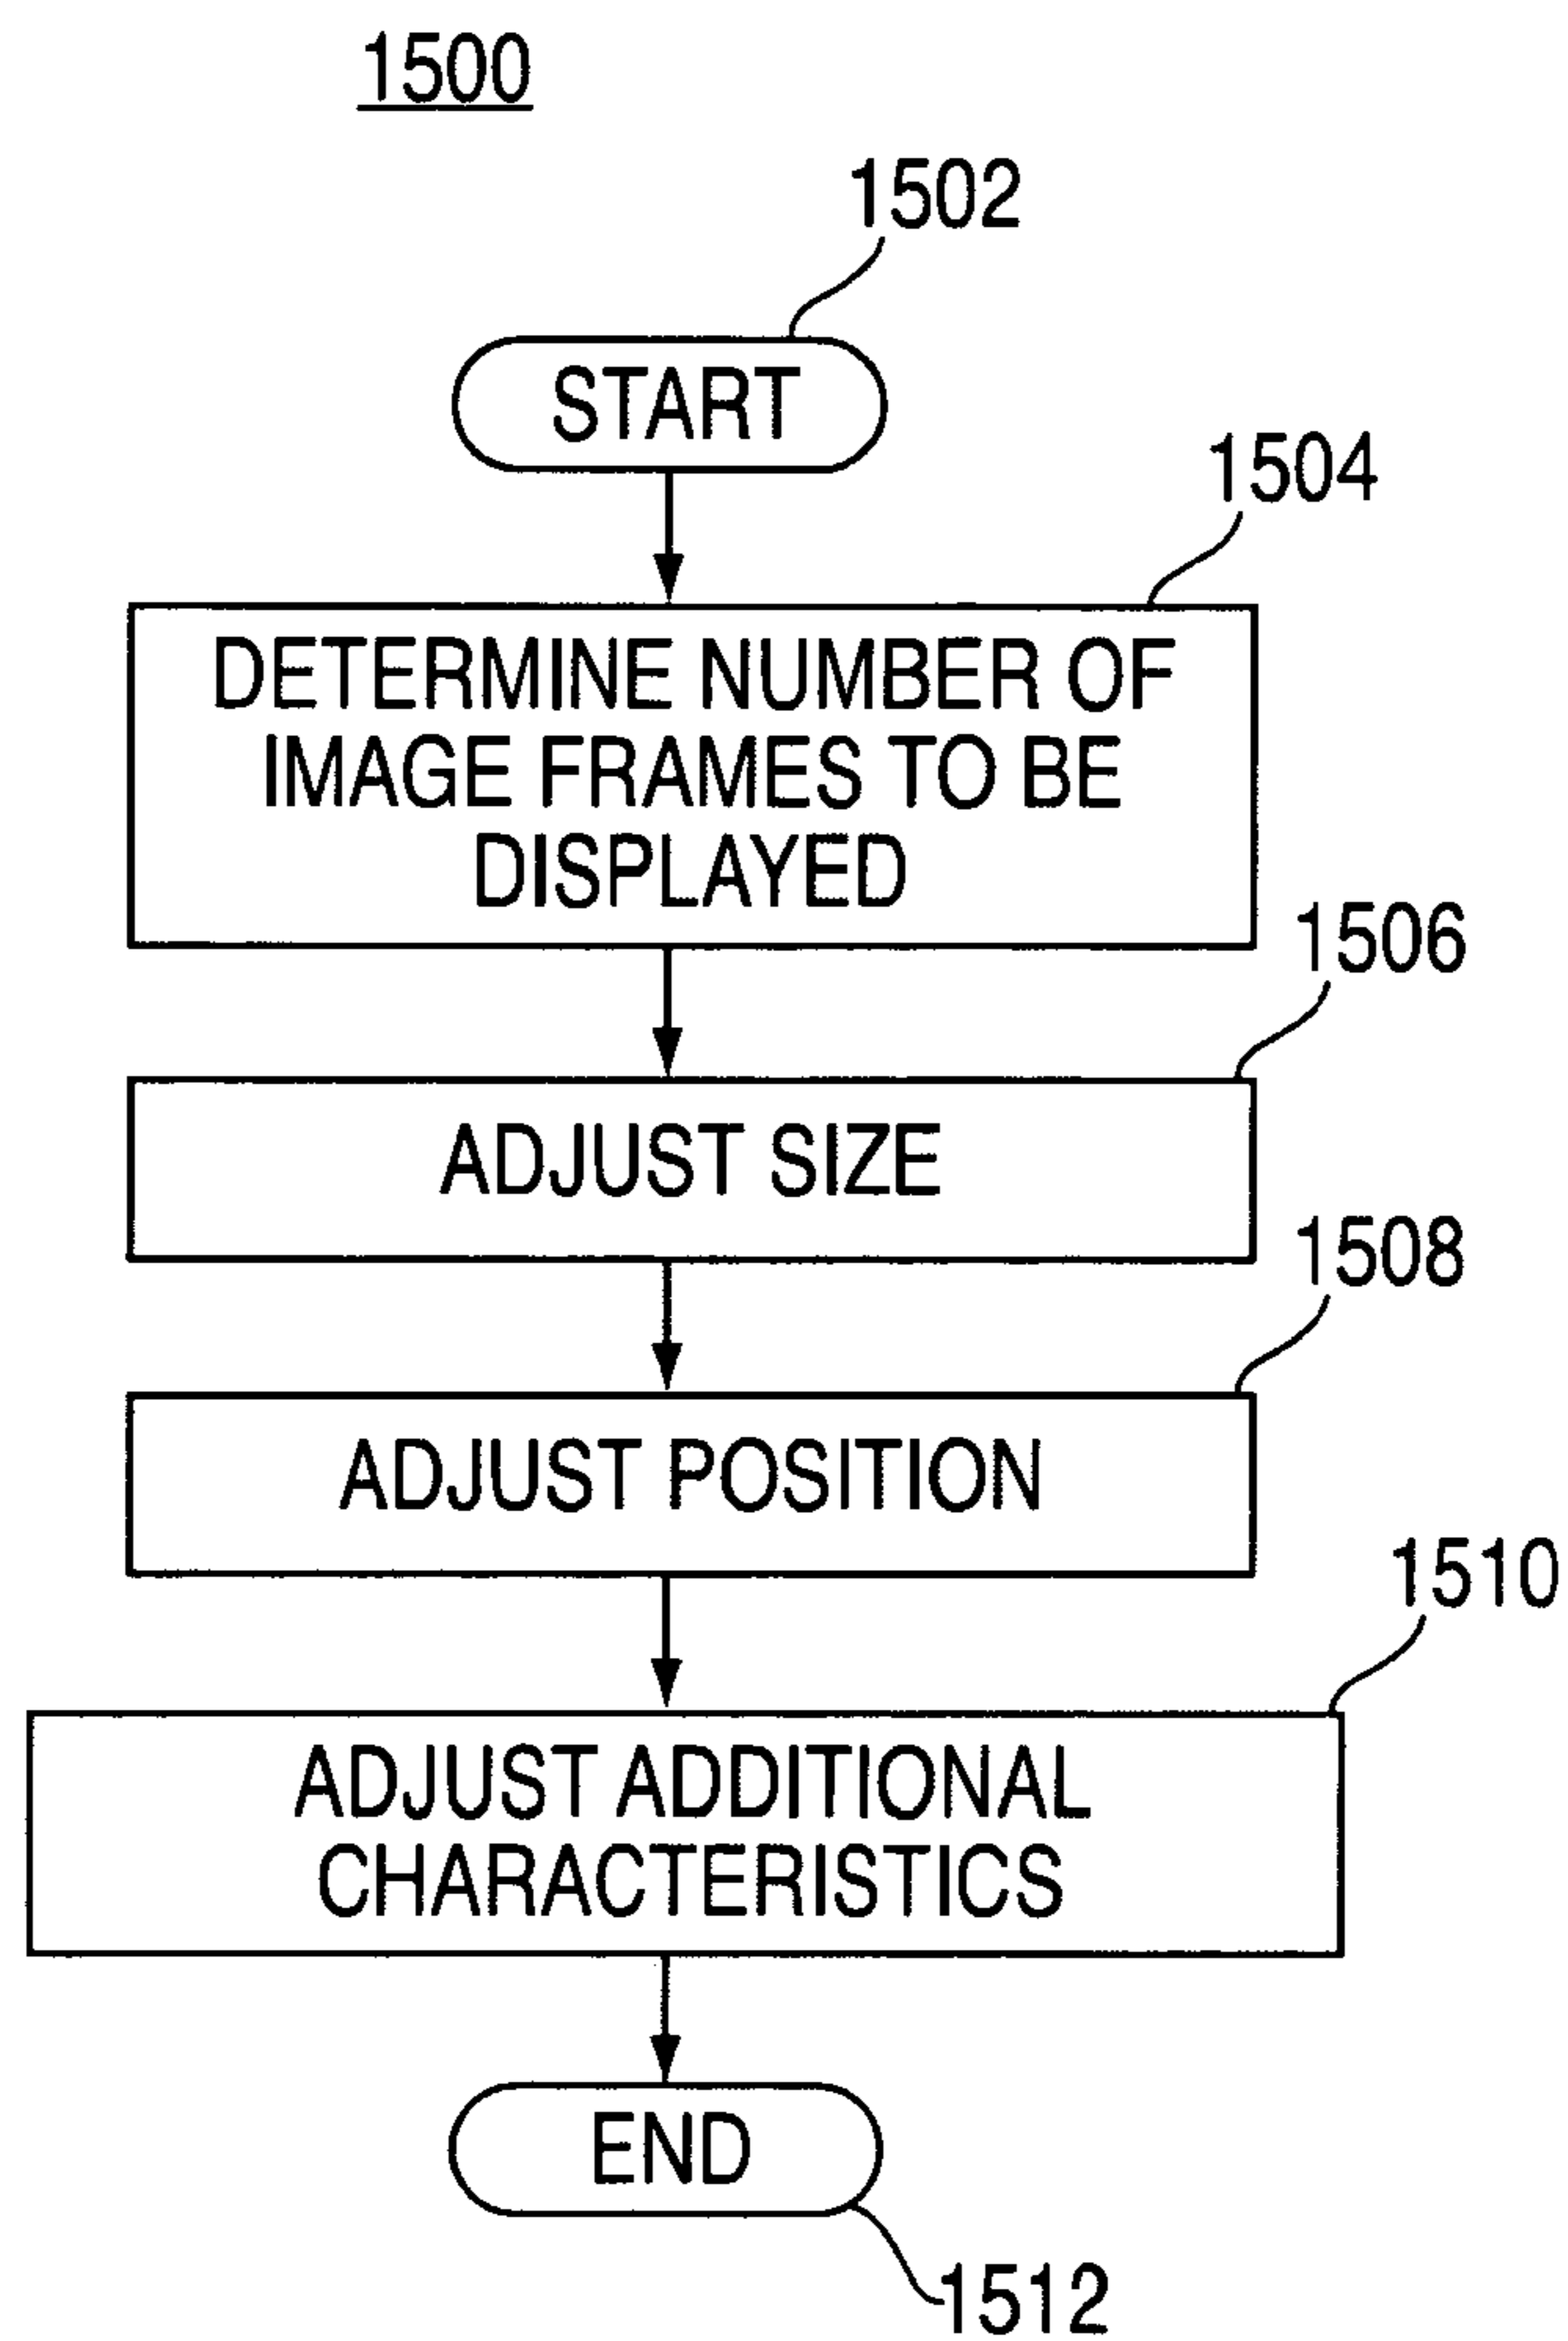 1500
1502
START
1504
DETERMINE NUMBER OF
IMAGE FRAMES TO BE
DISPLAYED
1506
ADJUST SIZE
1508
ADJUST POSITION
1510
ADJUST ADDITIONAL
CHARACTERISTICS
END
1512